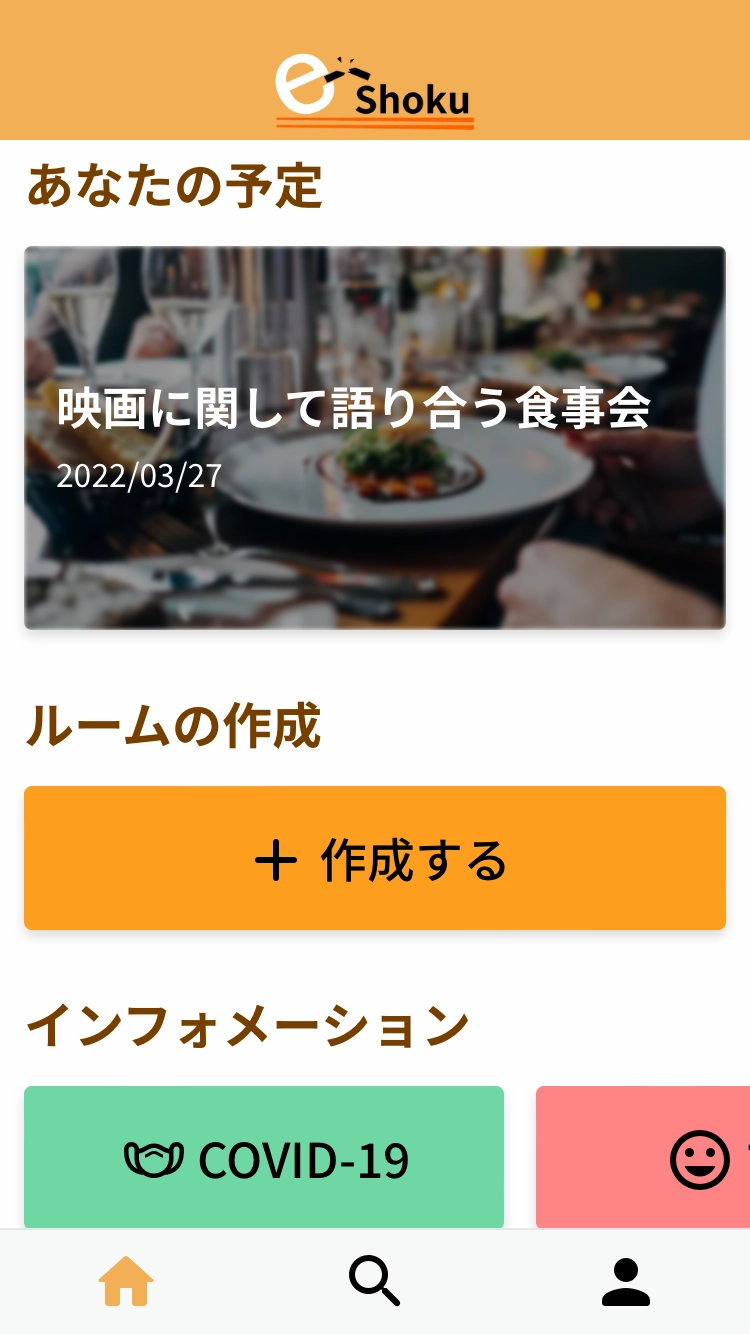 e-Shoku
あなたの予定
映画に関して語り合う食事会
2022/03/27
ルームの作成
作成する
インフォメーション
COVID-19